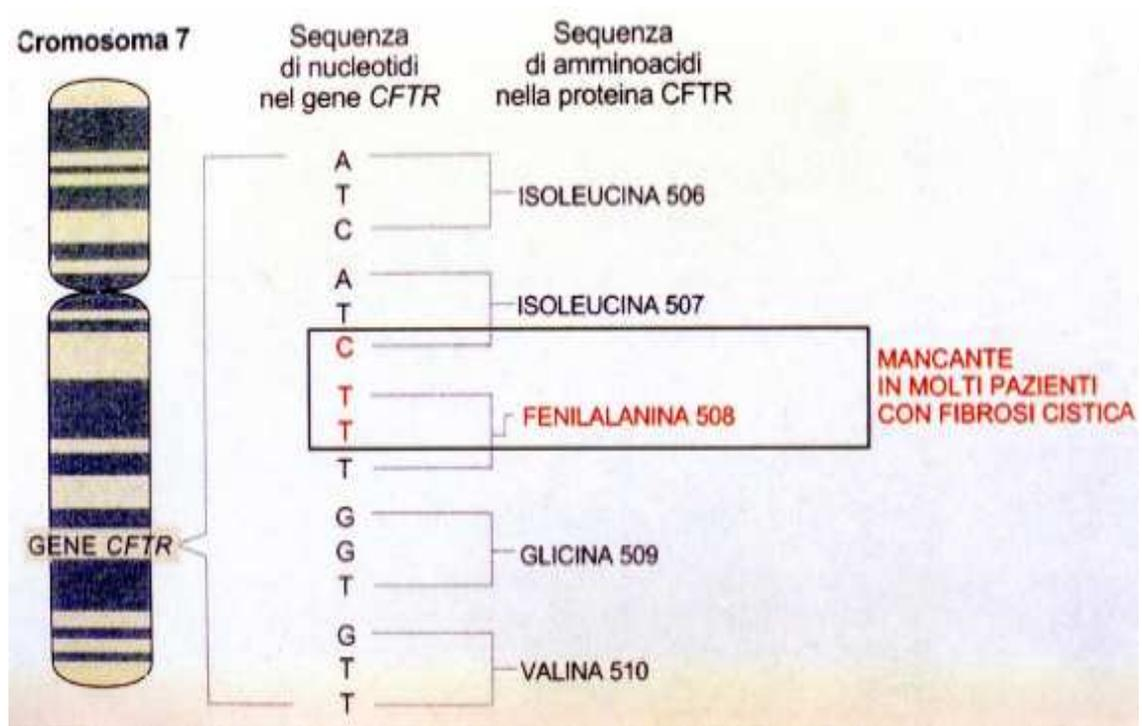 Cromosoma 7
Sequenza
di nucleotidi
nel gene CFTR
Sequenza
di amminoacidi
nella proteina CFTR
A
T
C
ISOLEUCINA 506
A
T
C
ISOLEUCINA 507
T
T
T
FENILALANINA 508
MANCANTE
IN MOLTI PAZIENTI
CON FIBROSI CISTICA
G
G
T
GLICINA 509
GENE CFTR
G
T
T
VALINA 510